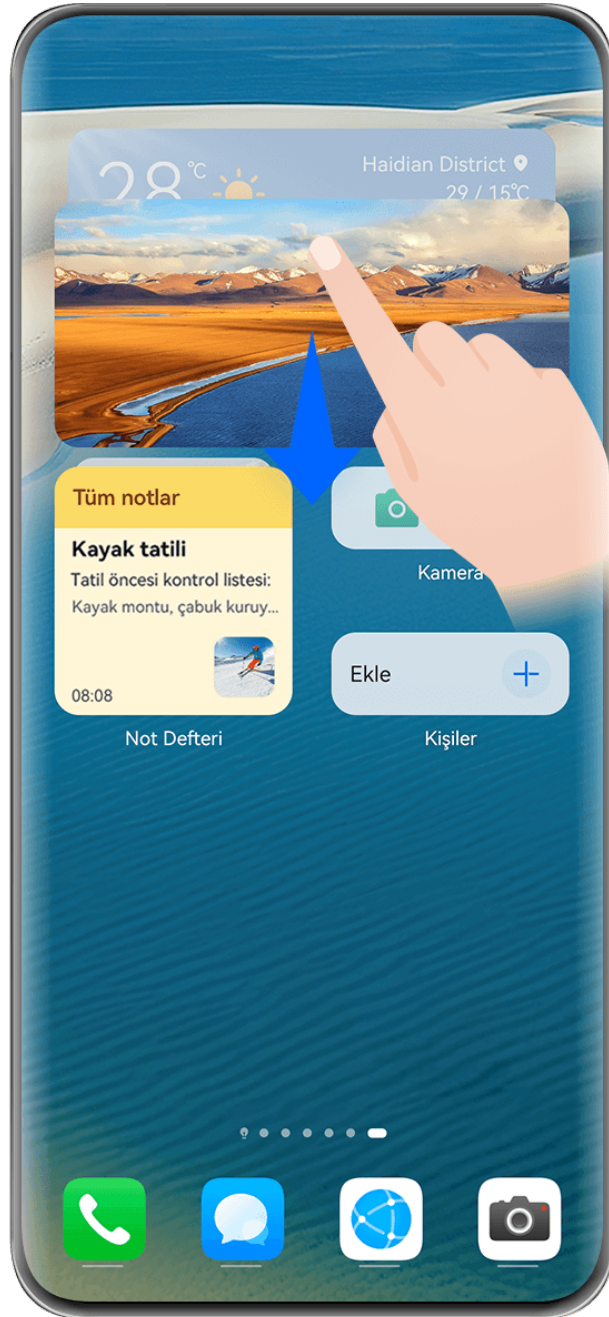 28°C
Haidian District
29 / 15°C
Tüm notlar
Kayak tatili
Tatil öncesi kontrol listesi:
Kayak montu, çabuk kuruy...
08:08
Not Defteri
Kamera
Ekle
Kişiler